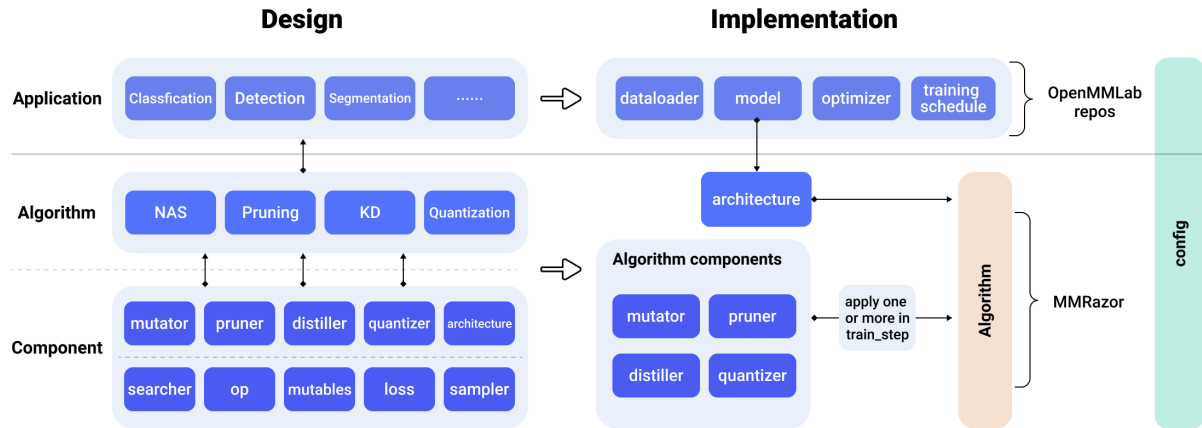 Design
Implementation
Application
Classfication
Detection
Segmentation
......
dataloader
model
optimizer
training
schedule
OpenMMLab
repos
Algorithm
NAS
Pruning
KD
Quantization
architecture
Algorithm components
mutator
pruner
distiller
quantizer
apply one
or more in
train_step
Algorithm
MMRazor
config
Component
mutator
pruner
distiller
quantizer
architecture
searcher
op
mutables
loss
sampler